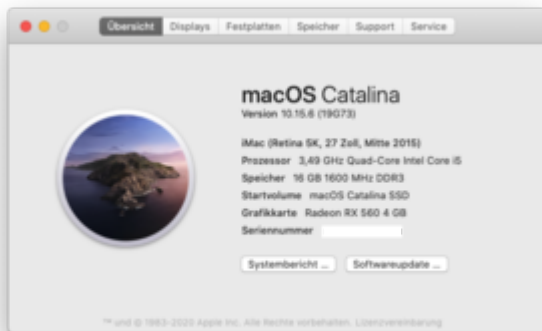 Übersicht Displays Festplatten Speicher Support Service
macOS Catalina
Version 10.15.6 (19G73)
iMac (Retina 5K, 27 Zoll, Mitte 2015)
Prozessor 3,49 GHz Quad-Core Intel Core i5
Speicher 16 GB 1600 MHz DDR3
Startvolume macOS Catalina SSD
Grafikkarte Radeon RX 560 4 GB
Seriennummer
Systembericht ... Softwareupdate ...
™ und © 1983-2020 Apple Inc. Alle Rechte vorbehalten. Lizenzvereinbarung